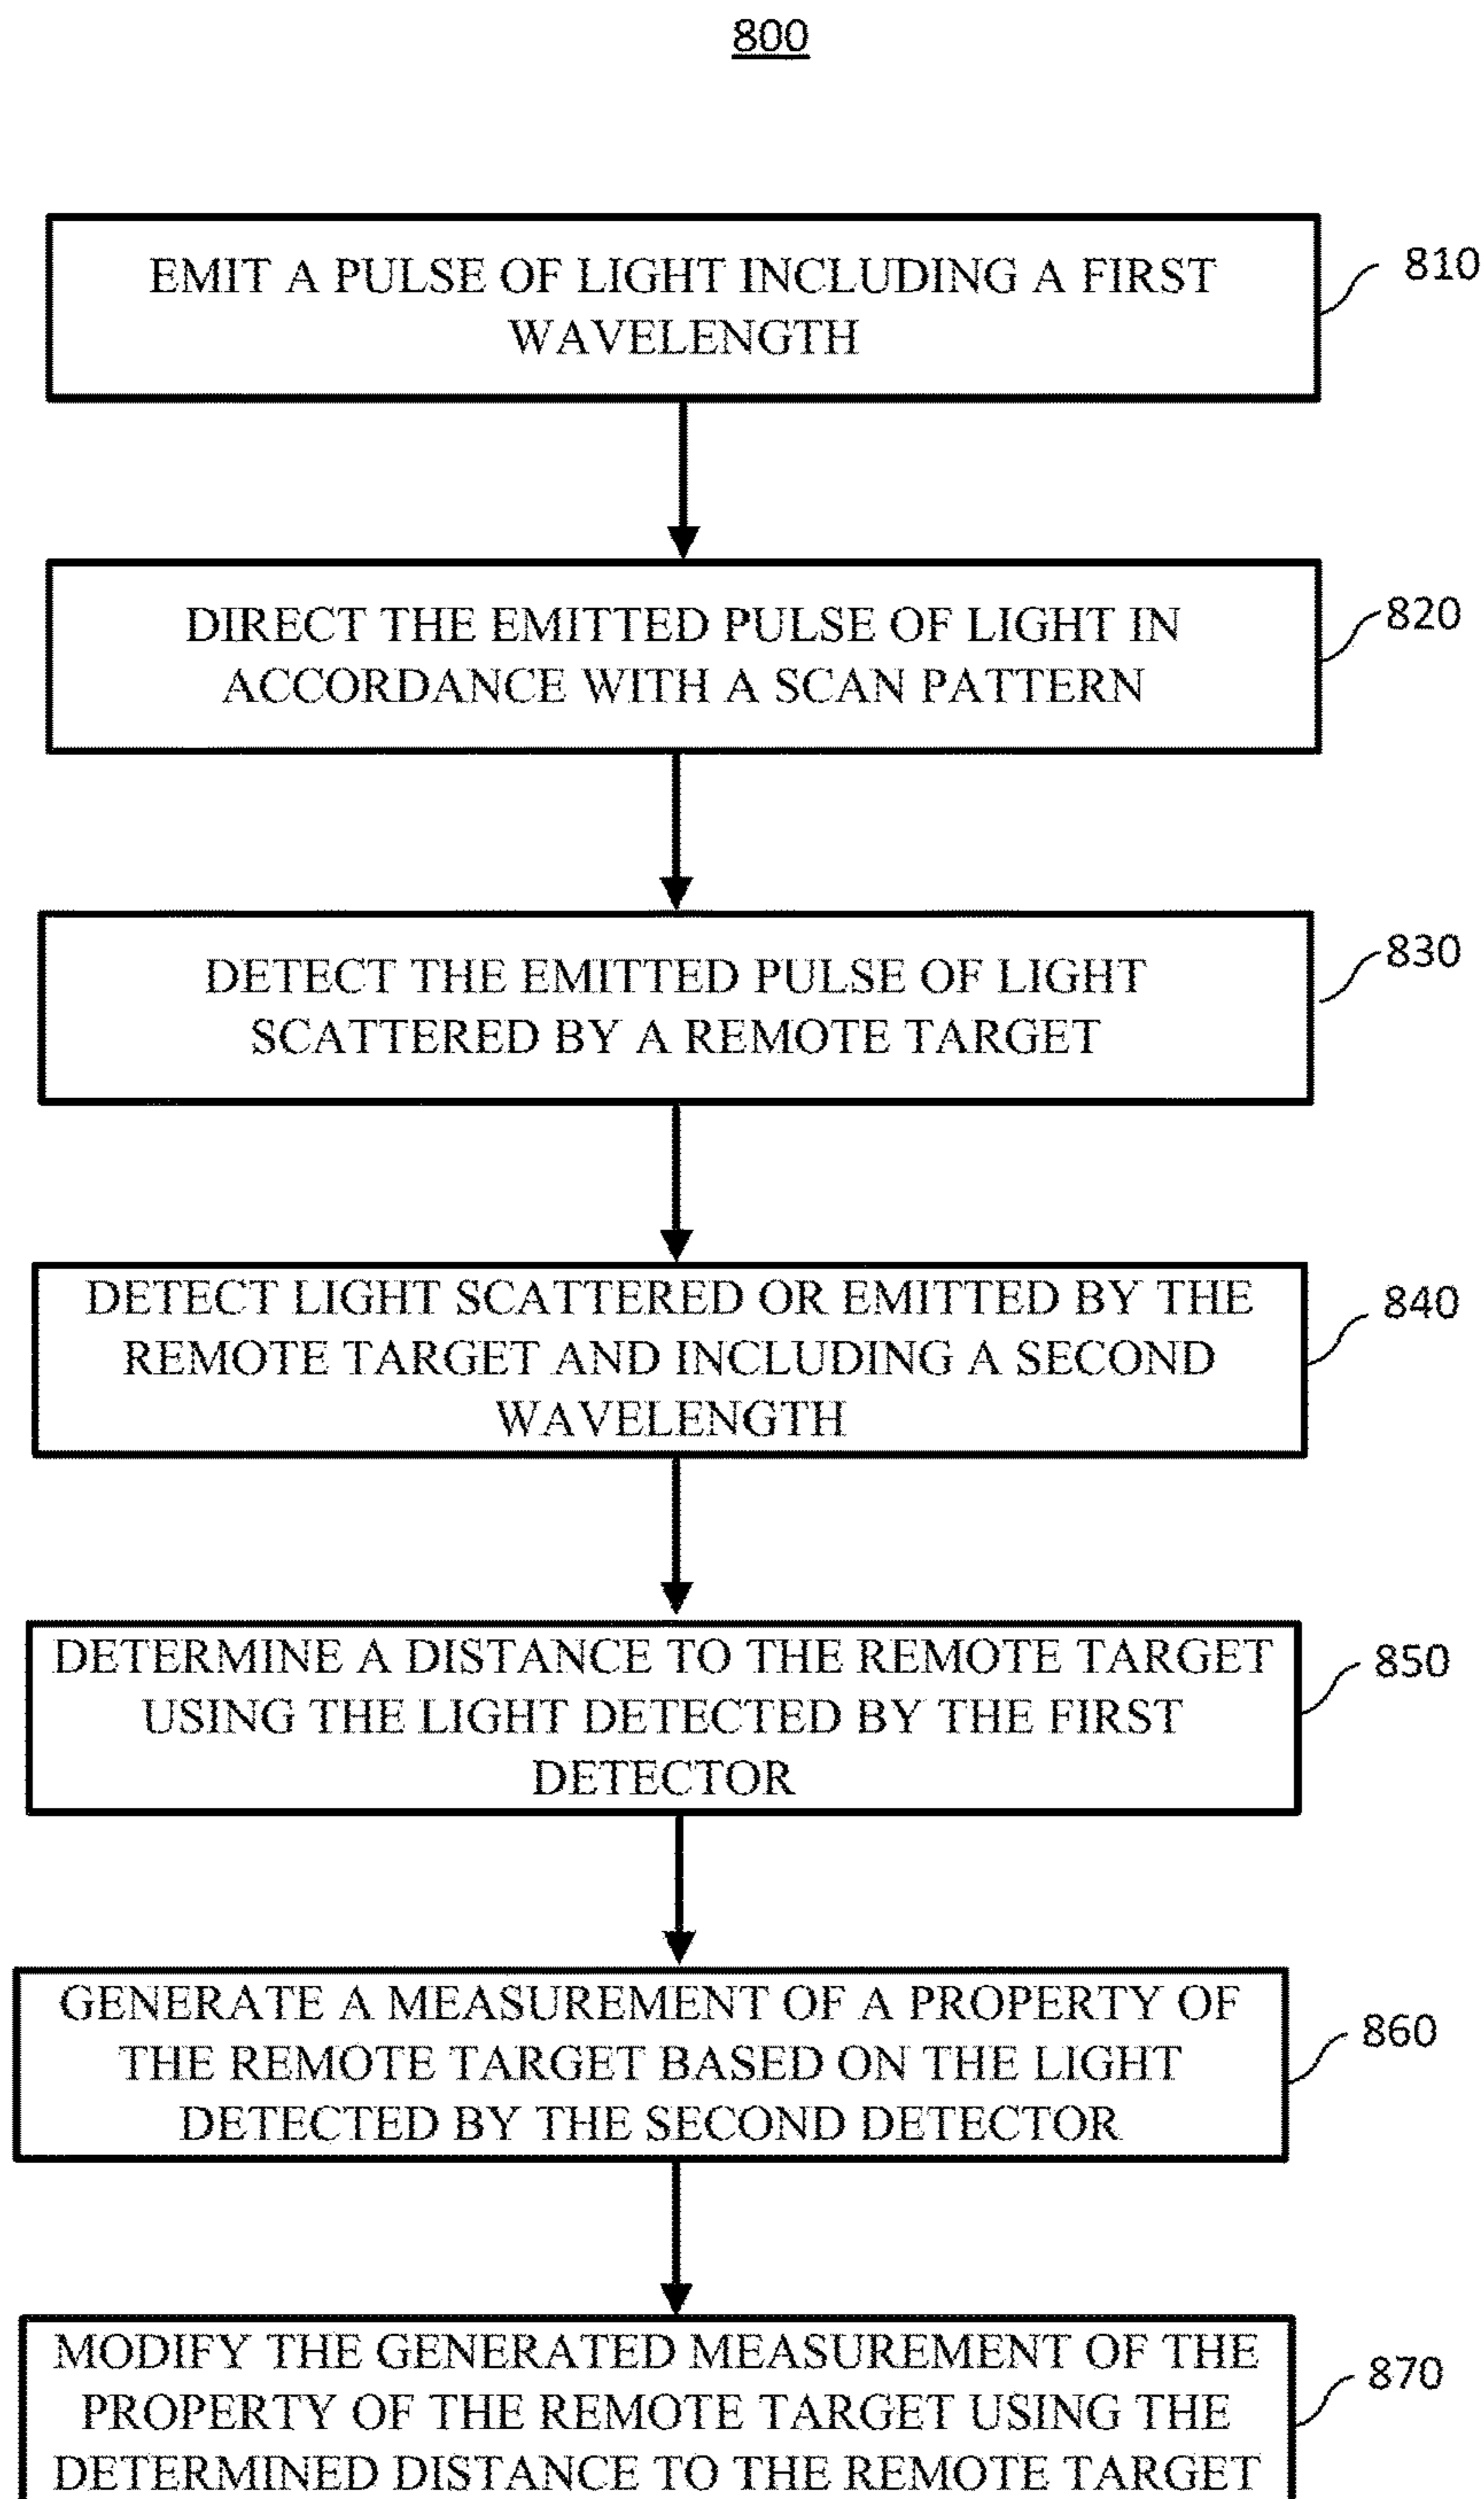 800
EMIT A PULSE OF LIGHT INCLUDING A FIRST
WAVELENGTH
810
DIRECT THE EMITTED PULSE OF LIGHT IN
ACCORDANCE WITH A SCAN PATTERN
820
DETECT THE EMITTED PULSE OF LIGHT
SCATTERED BY A REMOTE TARGET
830
DETECT LIGHT SCATTERED OR EMITTED BY THE
REMOTE TARGET AND INCLUDING A SECOND
WAVELENGTH
840
DETERMINE A DISTANCE TO THE REMOTE TARGET
USING THE LIGHT DETECTED BY THE FIRST
DETECTOR
850
GENERATE A MEASUREMENT OF A PROPERTY OF
THE REMOTE TARGET BASED ON THE LIGHT
DETECTED BY THE SECOND DETECTOR
860
MODIFY THE GENERATED MEASUREMENT OF THE
PROPERTY OF THE REMOTE TARGET USING THE
DETERMINED DISTANCE TO THE REMOTE TARGET
870